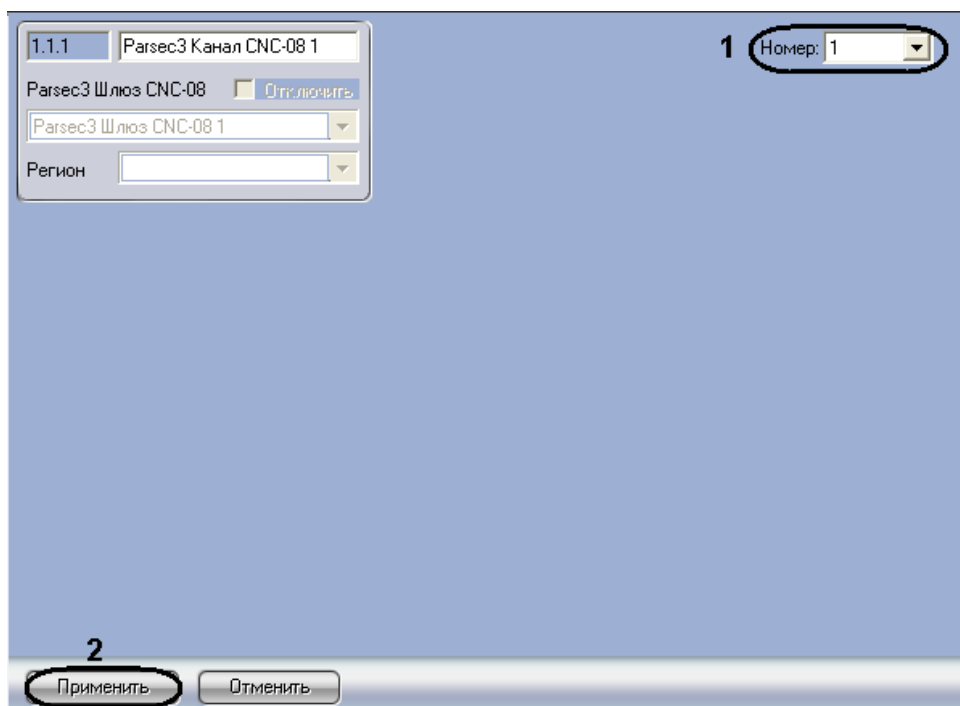 1.1.1 Parsec3 Канал CNC-08 1
1 Номер: 1
Parsec3 Шлюз CNC-08 Отключить
Parsec3 Шлюз CNC-08 1
Регион
2
Применить Отменить